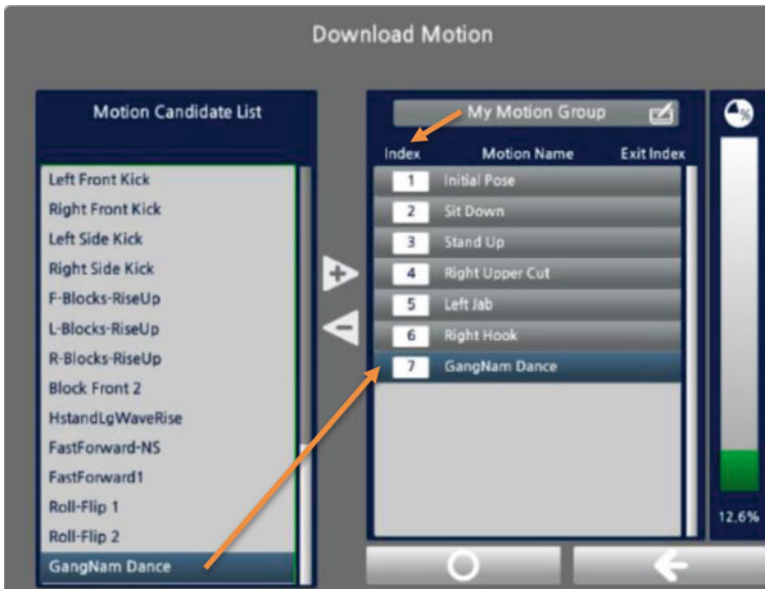 Download Motion
Motion Candidate List
Left Front Kick
Right Front Kick
Left Side Kick
Right Side Kick
F-Blocks-RiseUp
L-Blocks-RiseUp
R-Blocks-RiseUp
Block Front 2
HstandLgWaveRise
FastForward-NS
FastForward1
Roll-Flip 1
Roll-Flip 2
GangNam Dance
My Motion Group
Index Motion Name Exit Index
1 Initial Pose
2 Sit Down
3 Stand Up
4 Right Upper Cut
5 Left Jab
6 Right Hook
7 GangNam Dance
%
12.6%